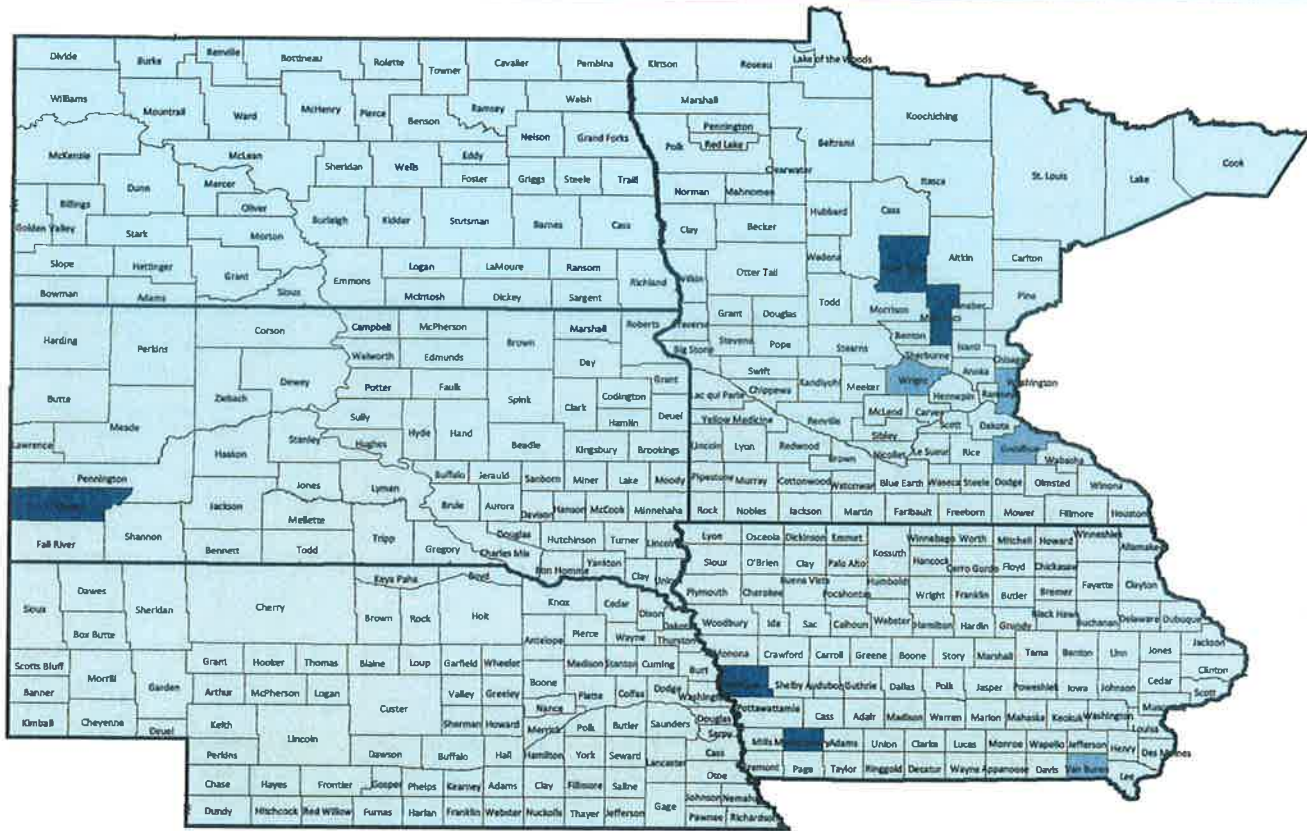 Divide Burke Renville Bottineau Rolette Towner Cavalier Pembina Kittson Roseau Lake of the Woods
Williams Mountrail Ward McHenry Pierce Benson Ramsey Walsh Marshall Koochiching
McKenzie McLean Sheridan Wells Eddy Foster Nelson Grand Forks Polk Pennington Red Lake Clearwater Beltrami Itasca St. Louis Lake Cook
Dunn Mercer Oliver Griggs Steele Traill Norman Mahnomen
Billings Golden Valley Stark Morton Burleigh Kidder Stutsman Barnes Cass Clay Becker Hubbard Cass
Slope Hettinger Grant Emmons Logan LaMoure Ransom Richland Otter Tail Wadena Aitkin Carlton
Bowman Adams Sioux McIntosh Dickey Sargent Todd Morrison Pine
Harding Perkins Corson Campbell McPherson Brown Marshall Roberts Traverse Grant Douglas Benton Isanti
Walworth Edmunds Day Big Stone Stevens Pope Stearns Sherburne Chisago
Butte Meade Ziebach Dewey Potter Faulk Spink Clark Codington Grant Swift Kandiyohi Meeker Wright Anoka Washington
Sully Hamlin Deuel Lac qui Parle Chippewa Hennepin Ramsey
Lawrence Haakon Stanley Hughes Hyde Hand Beadle Kingsbury Brookings Yellow Medicine Renville McLeod Carver Scott Dakota
Lincoln Lyon Redwood Brown Sibley Nicollet Le Sueur Rice Goodhue Wabasha
Pennington Jackson Jones Lyman Buffalo Jerauld Sanborn Miner Lake Moody Pipestone Murray Cottonwood Watonwan Blue Earth Waseca Steele Dodge Olmsted Winona
Mellette Brule Aurora Davison Hanson McCook Minnehaha Rock Nobles Jackson Martin Faribault Freeborn Mower Fillmore Houston
Fall River Shannon Bennett Todd Tripp Gregory Charles Mix Douglas Hutchinson Turner Lincoln Lyon Osceola Dickinson Emmet Winnebago Worth Mitchell Howard Winneshiek Allamakee
Bon Homme Yankton Clay Sioux O'Brien Clay Palo Alto Kossuth Hancock Cerro Gordo Floyd Chickasaw
Sioux Dawes Sheridan Cherry Keya Paha Boyd Knox Cedar Dixon Dakota Plymouth Cherokee Buena Vista Pocahontas Humboldt Wright Franklin Butler Bremer Fayette Clayton
Box Butte Brown Rock Holt Antelope Pierce Wayne Thurston Woodbury Ida Sac Calhoun Webster Hamilton Hardin Grundy Black Hawk Buchanan Delaware Dubuque
Scotts Bluff Morrill Garden Grant Hooker Thomas Blaine Loup Garfield Wheeler Madison Stanton Cuming Burt Monona Crawford Carroll Greene Boone Story Marshall Tama Benton Linn Jones Jackson
Banner Arthur McPherson Logan Custer Valley Greeley Boone Platte Colfax Dodge Washington Shelby Audubon Guthrie Dallas Polk Jasper Poweshiek Iowa Johnson Cedar Clinton Scott
Kimball Cheyenne Deuel Keith Lincoln Sherman Howard Nance Merrick Polk Butler Saunders Douglas Sarpy Pottawattamie Cass Adair Madison Warren Marion Mahaska Keokuk Washington Louisa
Perkins Dawson Buffalo Hall Hamilton York Seward Lancaster Cass Mills Adams Union Clarke Lucas Monroe Wapello Jefferson Henry Des Moines
Chase Hayes Frontier Gosper Phelps Kearney Adams Clay Fillmore Saline Otoe Page Taylor Ringgold Decatur Wayne Appanoose Davis Van Buren Lee
Dundy Hitchcock Red Willow Furnas Harlan Franklin Webster Nuckolls Thayer Jefferson Gage Johnson Nemaha
Pawnee Richardson